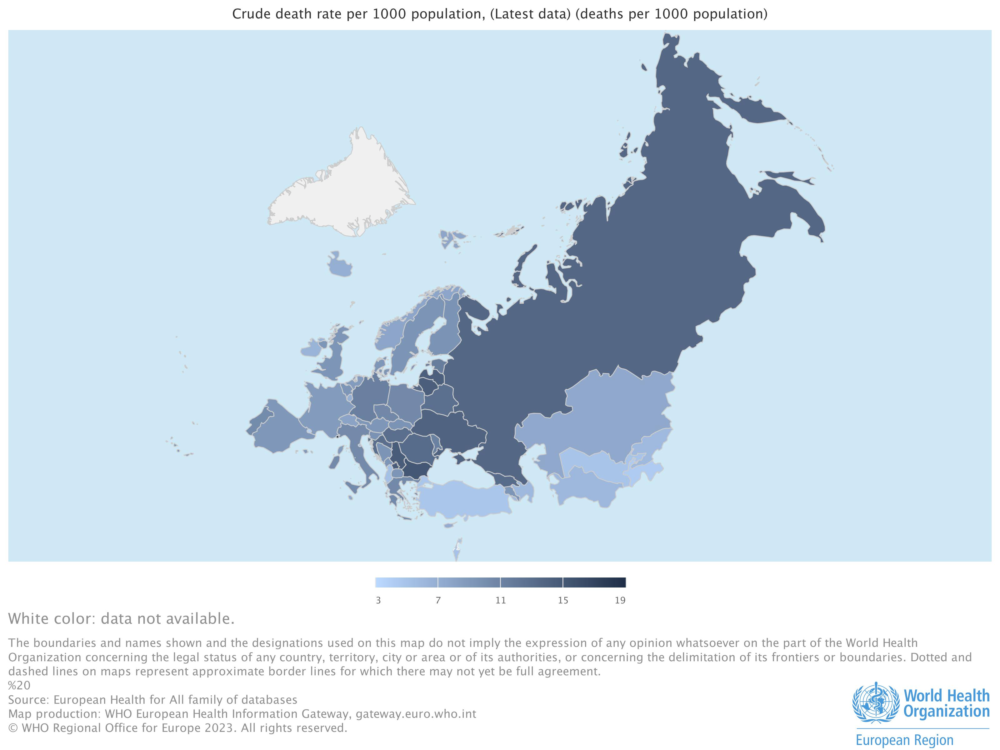 Crude death rate per 1000 population, (Latest data) (deaths per 1000 population)
3 7 11 15 19
White color: data not available.
The boundaries and names shown and the designations used on this map do not imply the expression of any opinion whatsoever on the part of the World Health
Organization concerning the legal status of any country, territory, city or area or of its authorities, or concerning the delimitation of its frontiers or boundaries. Dotted and
dashed lines on maps represent approximate border lines for which there may not yet be full agreement.
%20
Source: European Health for All family of databases
Map production: WHO European Health Information Gateway, gateway.euro.who.int
© WHO Regional Office for Europe 2023. All rights reserved.
World Health
Organization
European Region